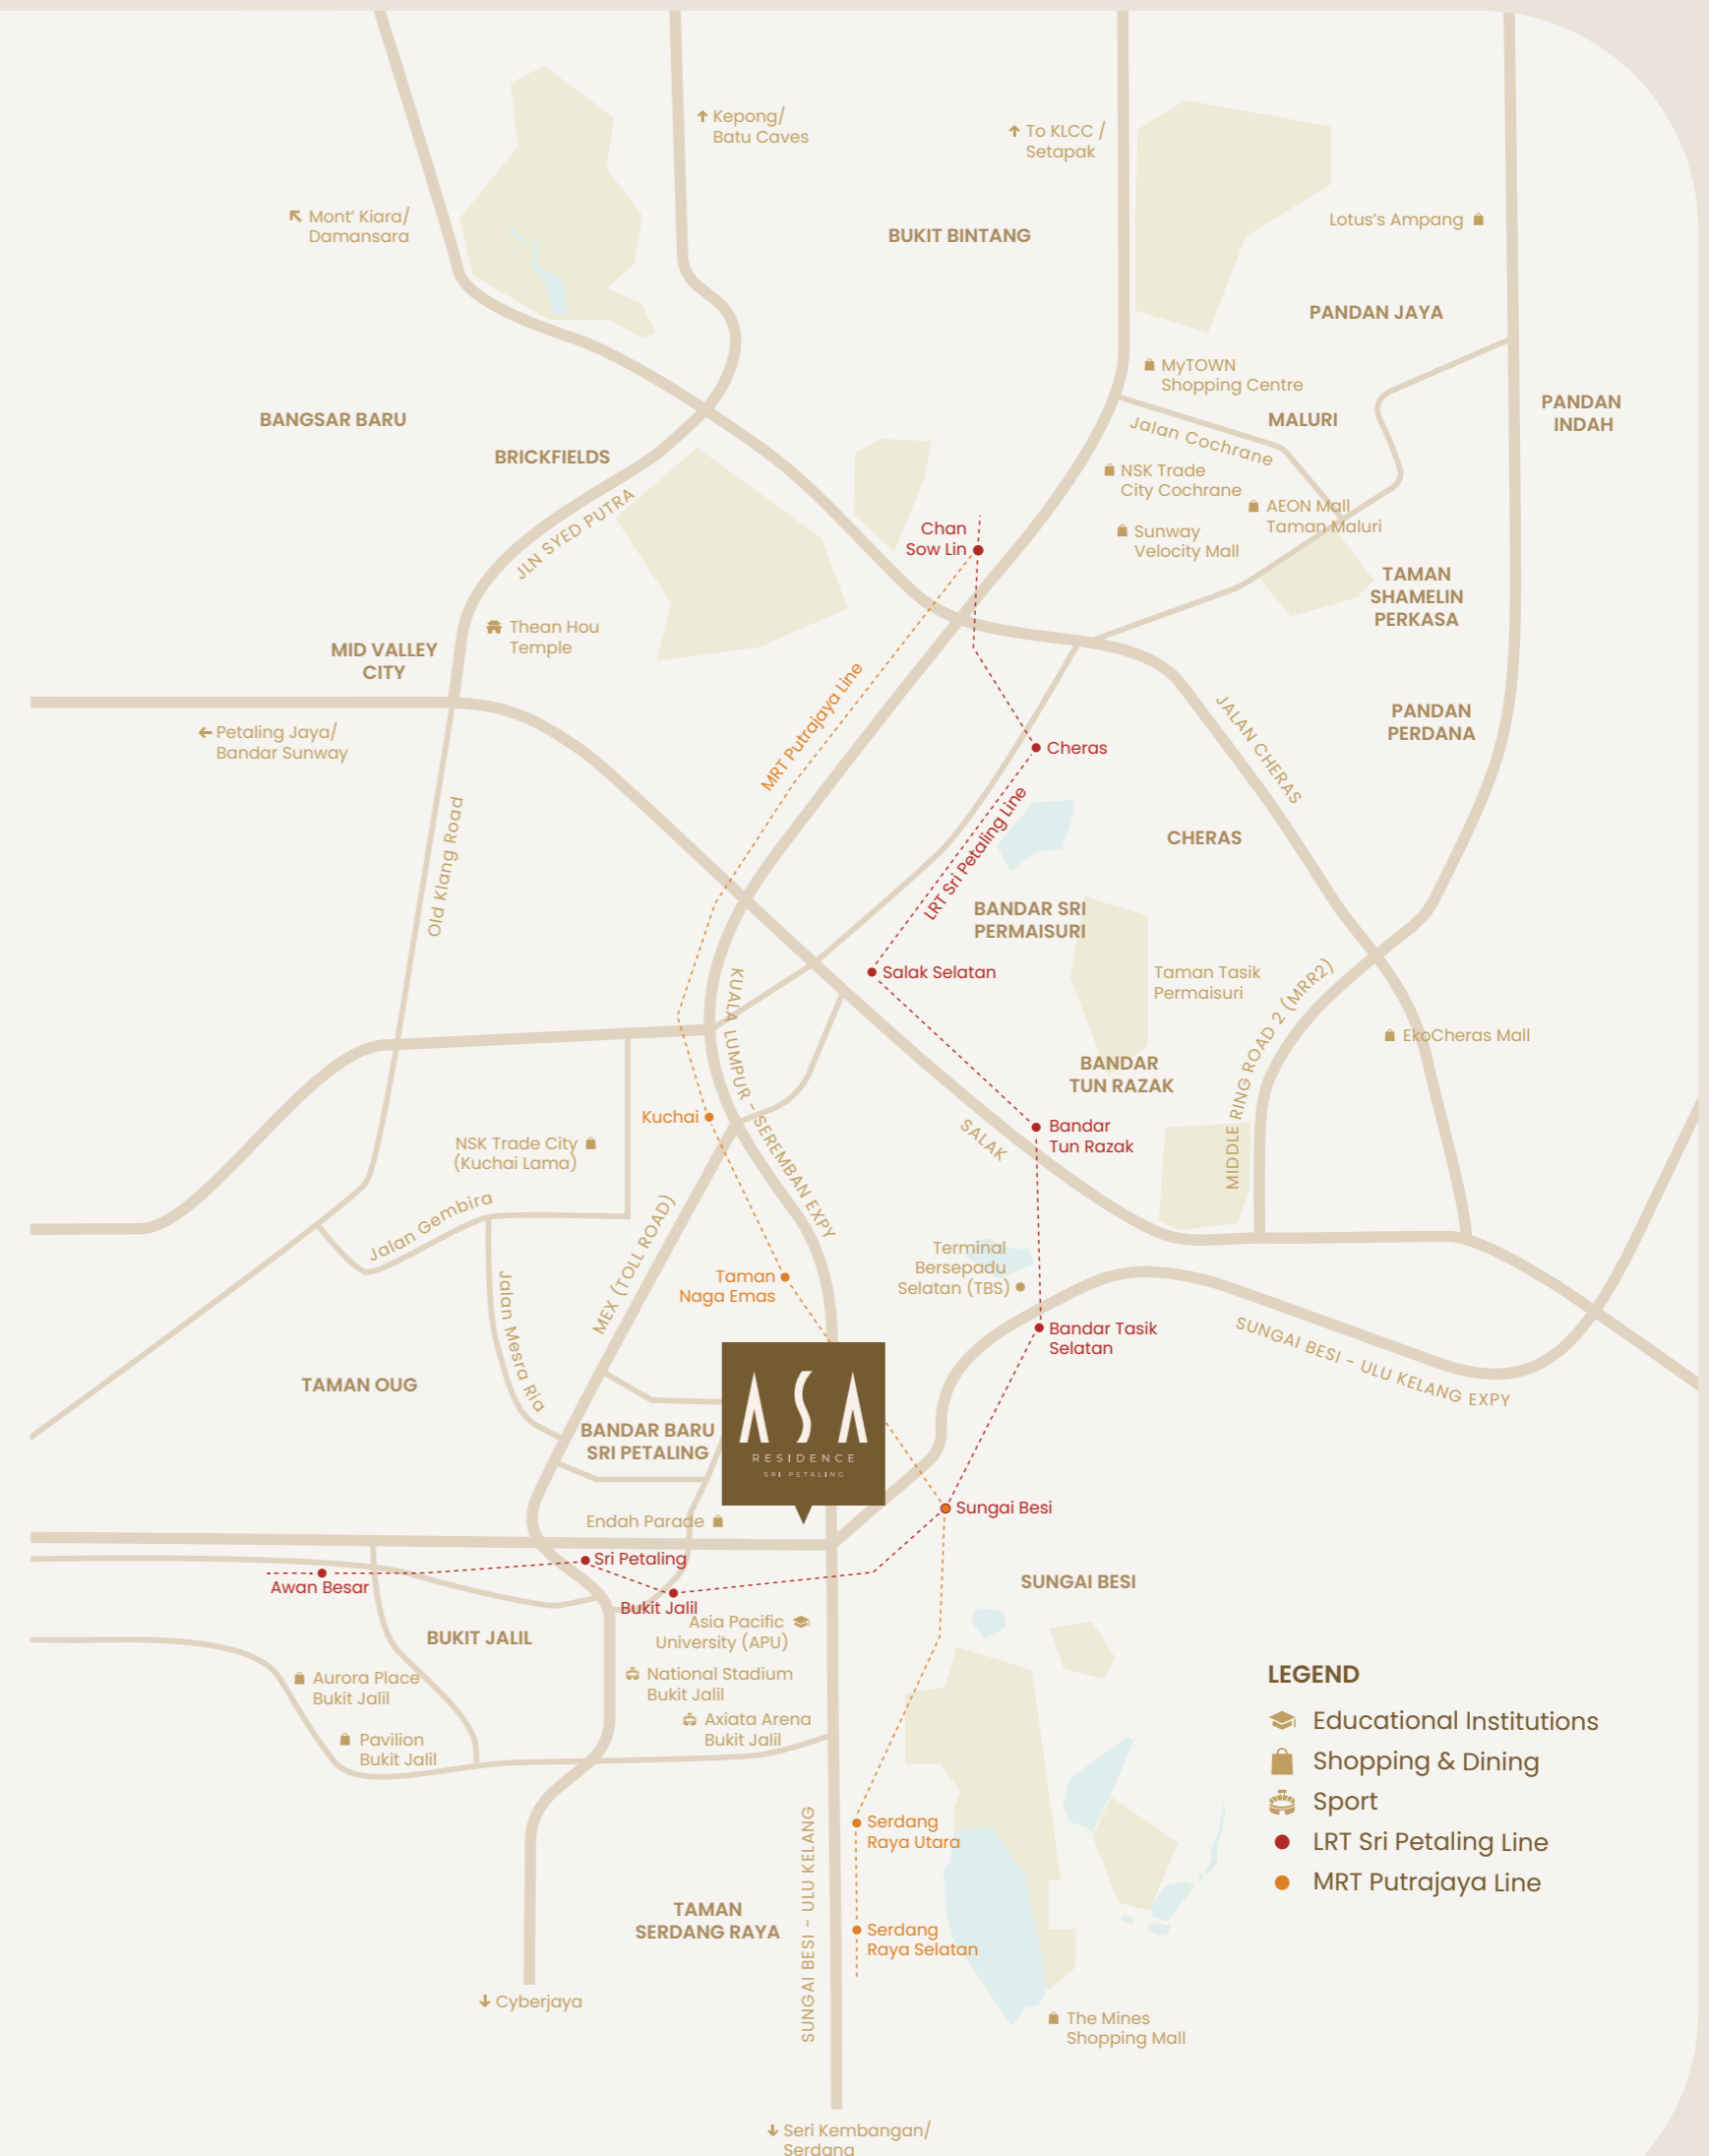 Kepong/
Batu Caves
To KLCC /
Setapak
Mont' Kiara/
Damansara
Lotus's Ampang
BUKIT BINTANG
PANDAN JAYA
MyTOWN
Shopping Centre
PANDAN
INDAH
BANGSAR BARU
MALURI
Jalan Cochrane
BRICKFIELDS
NSK Trade
City Cochrane
JLN SYED PUTRA
AEON Mall
Taman Maluri
Chan
Sow Lin
Sunway
Velocity Mall
TAMAN
SHAMELIN
PERKASA
Thean Hou
Temple
MID VALLEY
CITY
MRT Putrajaya Line
JALAN CHERAS
PANDAN
PERDANA
Petaling Jaya/
Bandar Sunway
Cheras
Old Klang Road
LRT Sri Petaling Line
CHERAS
BANDAR SRI
PERMAISURI
Salak Selatan
Taman Tasik
Permaisuri
KUALA LUMPUR - SEREMBAN EXPY
MIDDLE RING ROAD 2 (MRR2)
EkoCheras Mall
BANDAR
TUN RAZAK
Kuchai
Bandar
Tun Razak
SALAK
NSK Trade City
(Kuchai Lama)
Jalan Gembira
MEX (TOLL ROAD)
Terminal
Bersepadu
Selatan (TBS)
Taman
Naga Emas
Jalan Mesra Ria
Bandar Tasik
Selatan
SUNGAI BESI - ULU KELANG EXPY
TAMAN OUG
ASA
RESIDENCE
SRI PETALING
BANDAR BARU
SRI PETALING
Sungai Besi
Endah Parade
Sri Petaling
Awan Besar
Bukit Jalil
SUNGAI BESI
Asia Pacific
University (APU)
BUKIT JALIL
National Stadium
Bukit Jalil
Aurora Place
Bukit Jalil
Axiata Arena
Bukit Jalil
Pavilion
Bukit Jalil
LEGEND
Educational Institutions
Shopping & Dining
Sport
LRT Sri Petaling Line
MRT Putrajaya Line
Serdang
Raya Utara
SUNGAI BESI - ULU KELANG
TAMAN
SERDANG RAYA
Serdang
Raya Selatan
Cyberjaya
The Mines
Shopping Mall
Seri Kembangan/
Serdang